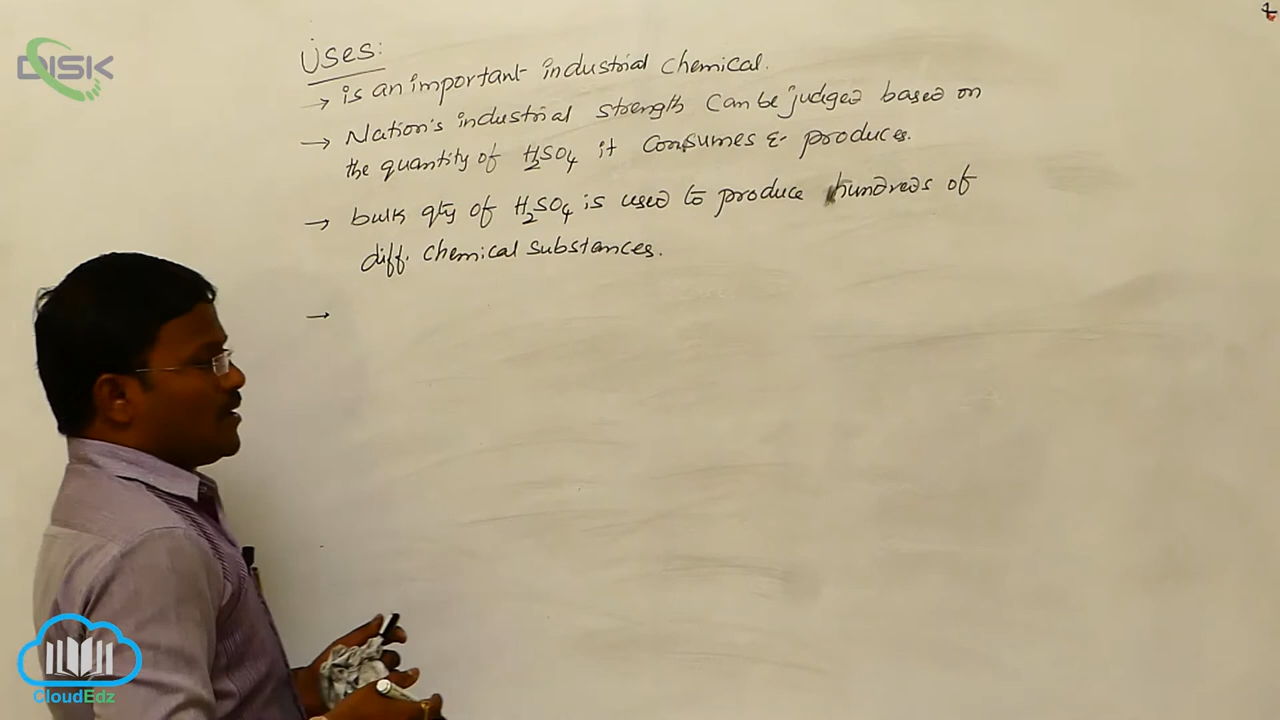 DISK
Uses:
→ is an important industrial chemical.
→ Nation's industrial strength can be judged based on
the quantity of H₂SO₄ it consumes & produces.
→ bulk qty of H₂SO₄ is used to produce hundreds of
diff. chemical substances.
→
CloudEdz